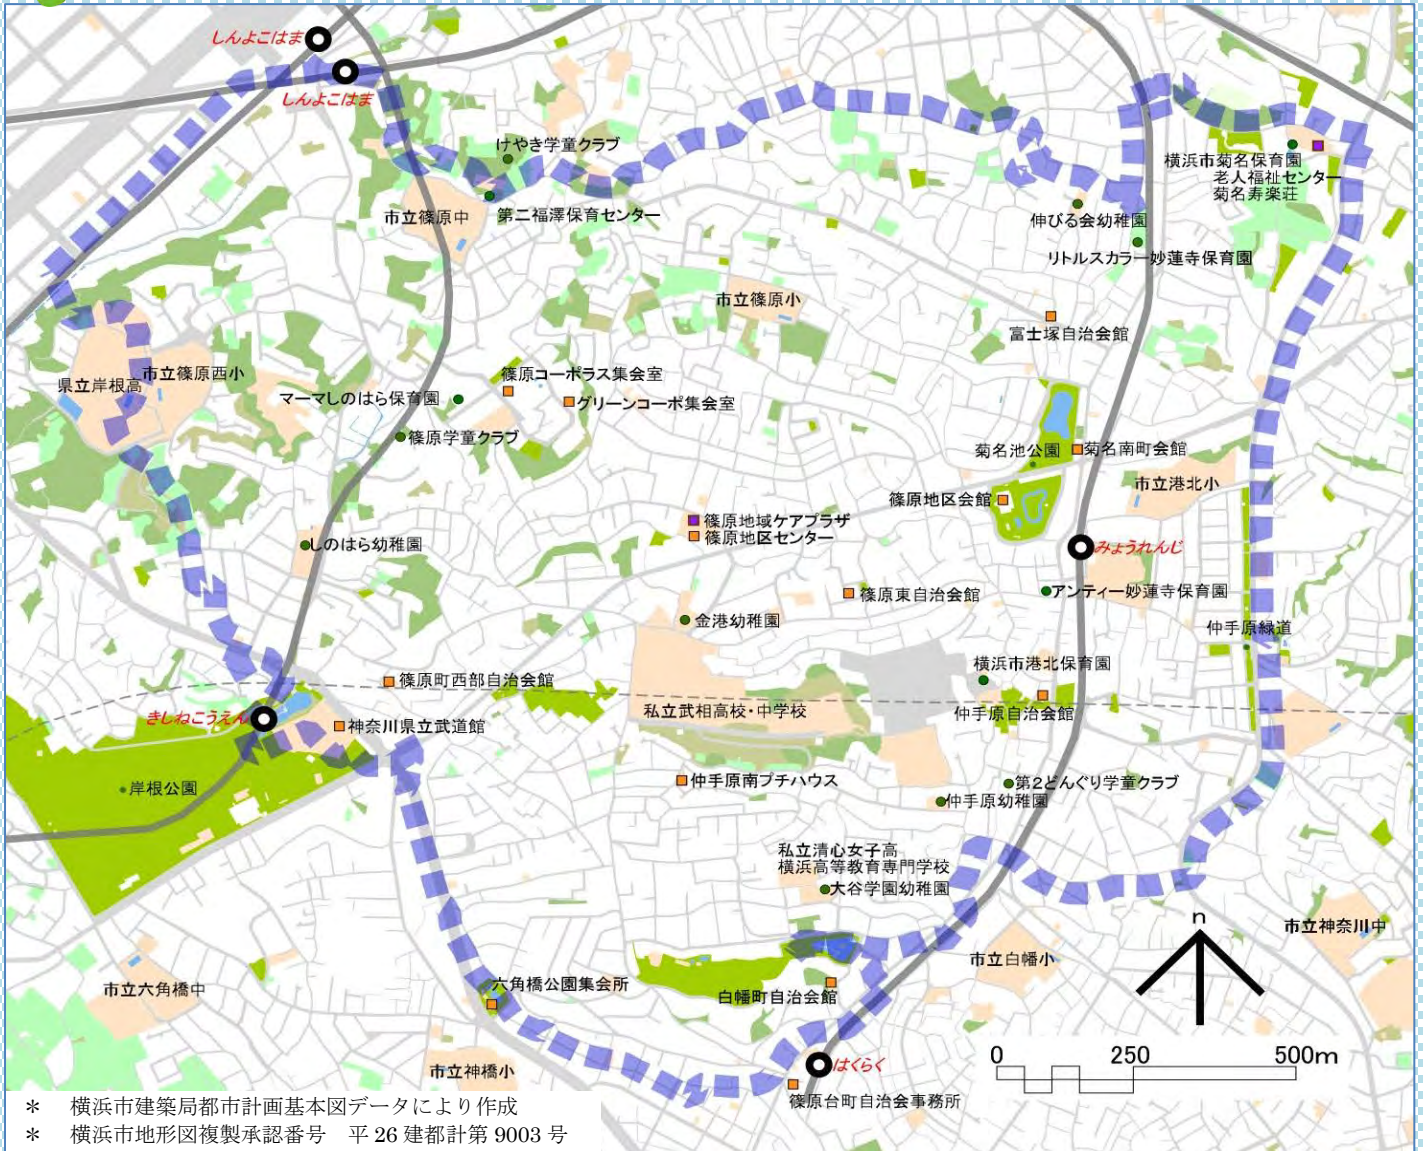 しんよこはま
しんよこはま
けやき学童クラブ
横浜市菊名保育園
老人福祉センター
菊名寿楽荘
市立篠原中
第二福澤保育センター
伸びる会幼稚園
リトルスカラー妙蓮寺保育園
市立篠原小
富士塚自治会館
市立篠原西小
県立岸根高
篠原コーポラス集会室
マーマしのはら保育園
グリーンコーポ集会室
篠原学童クラブ
菊名池公園
菊名南町会館
市立港北小
篠原地区会館
篠原地域ケアプラザ
篠原地区センター
しのはら幼稚園
みょうれんじ
アンティー妙蓮寺保育園
篠原東自治会館
金港幼稚園
仲手原緑道
横浜市港北保育園
篠原町西部自治会館
私立武相高校・中学校
仲手原自治会館
きしねこうえん
神奈川県立武道館
岸根公園
仲手原南プチハウス
第2どんぐり学童クラブ
仲手原幼稚園
私立清心女子高
横浜高等教育専門学校
大谷学園幼稚園
n
市立神奈川中
市立白幡小
市立六角橋中
六角橋公園集会所
白幡町自治会館
0 250 500m
はくらく
市立神橋小
篠原台町自治会事務所
＊ 横浜市建築局都市計画基本図データにより作成
＊ 横浜市地形図複製承認番号 平 26 建都計第 9003 号